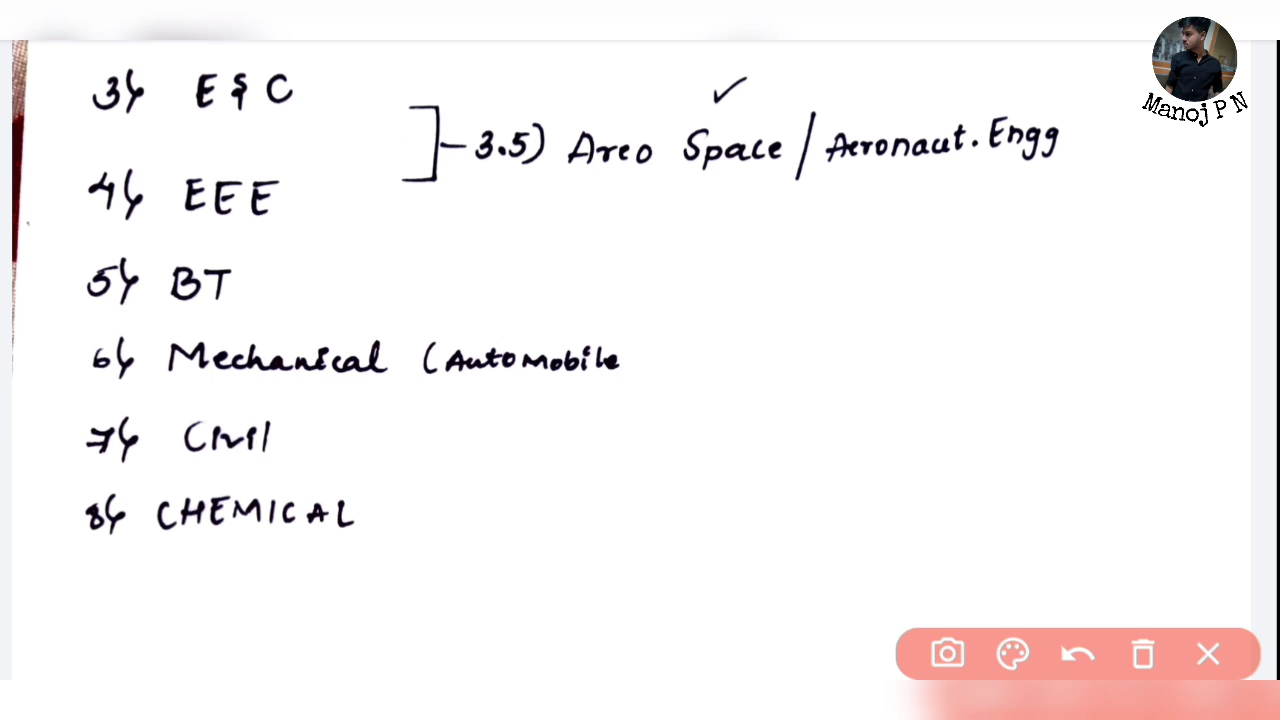 3) E & C
3.5) Areo Space / Aeronaut. Engg
4) EEE
5) BT
6) Mechanical (Automobile
7) Civil
8) CHEMICAL
Manoj P N